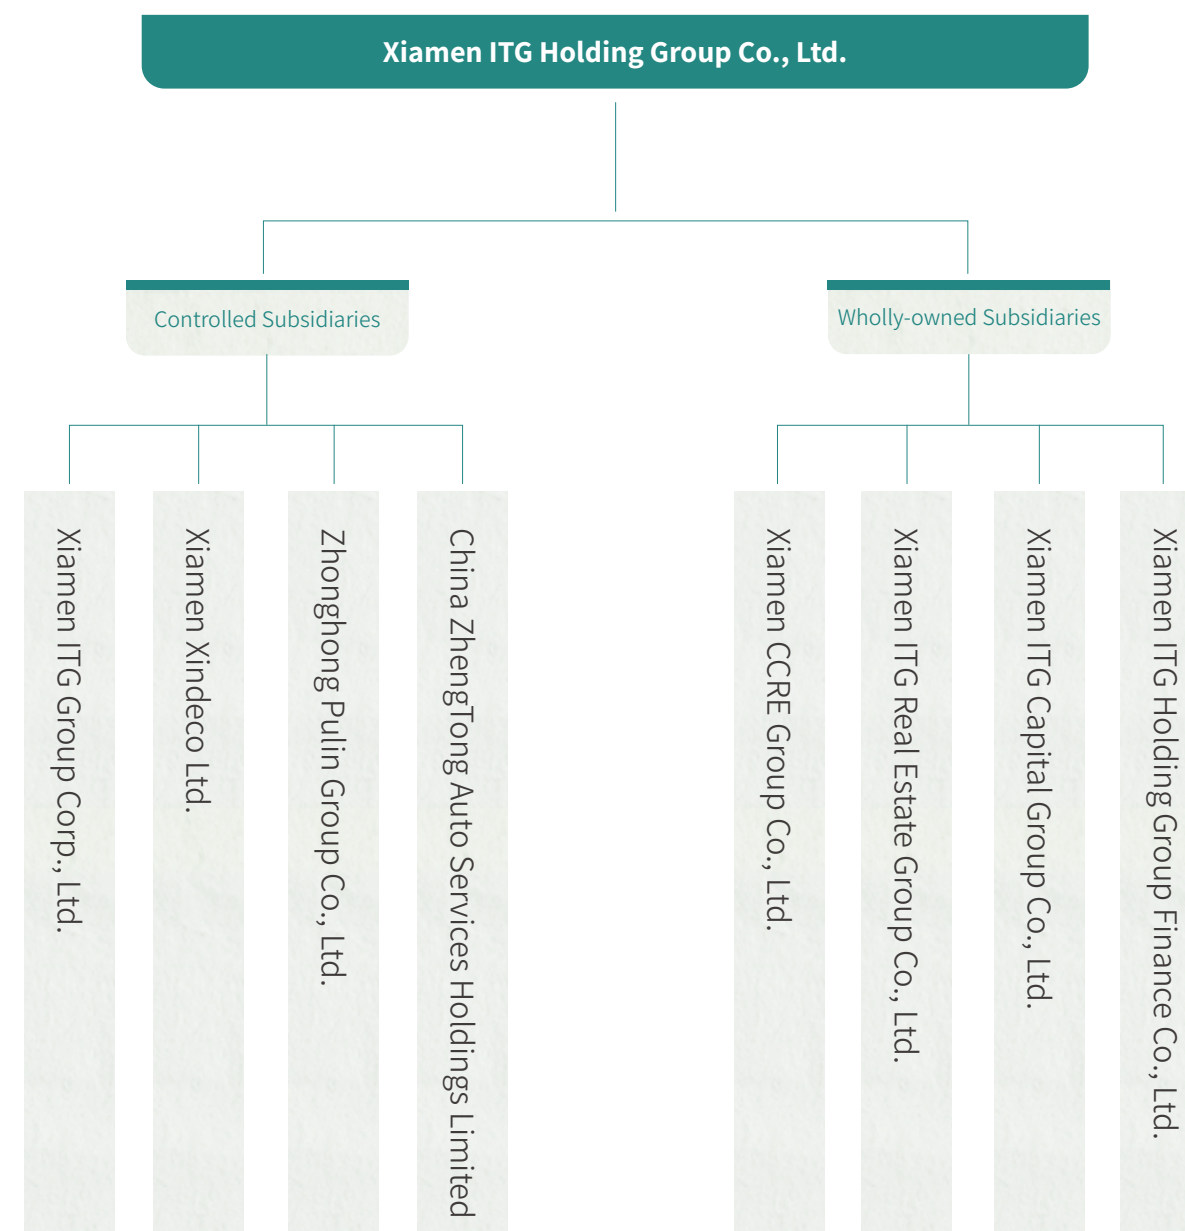 Xiamen ITG Holding Group Co., Ltd.
Controlled Subsidiaries
Wholly-owned Subsidiaries
Xiamen ITG Group Corp., Ltd.
Xiamen Xindeco Ltd.
Zhonghong Pulin Group Co., Ltd.
China ZhengTong Auto Services Holdings Limited
Xiamen CCRE Group Co., Ltd.
Xiamen ITG Real Estate Group Co., Ltd.
Xiamen ITG Capital Group Co., Ltd.
Xiamen ITG Holding Group Finance Co., Ltd.